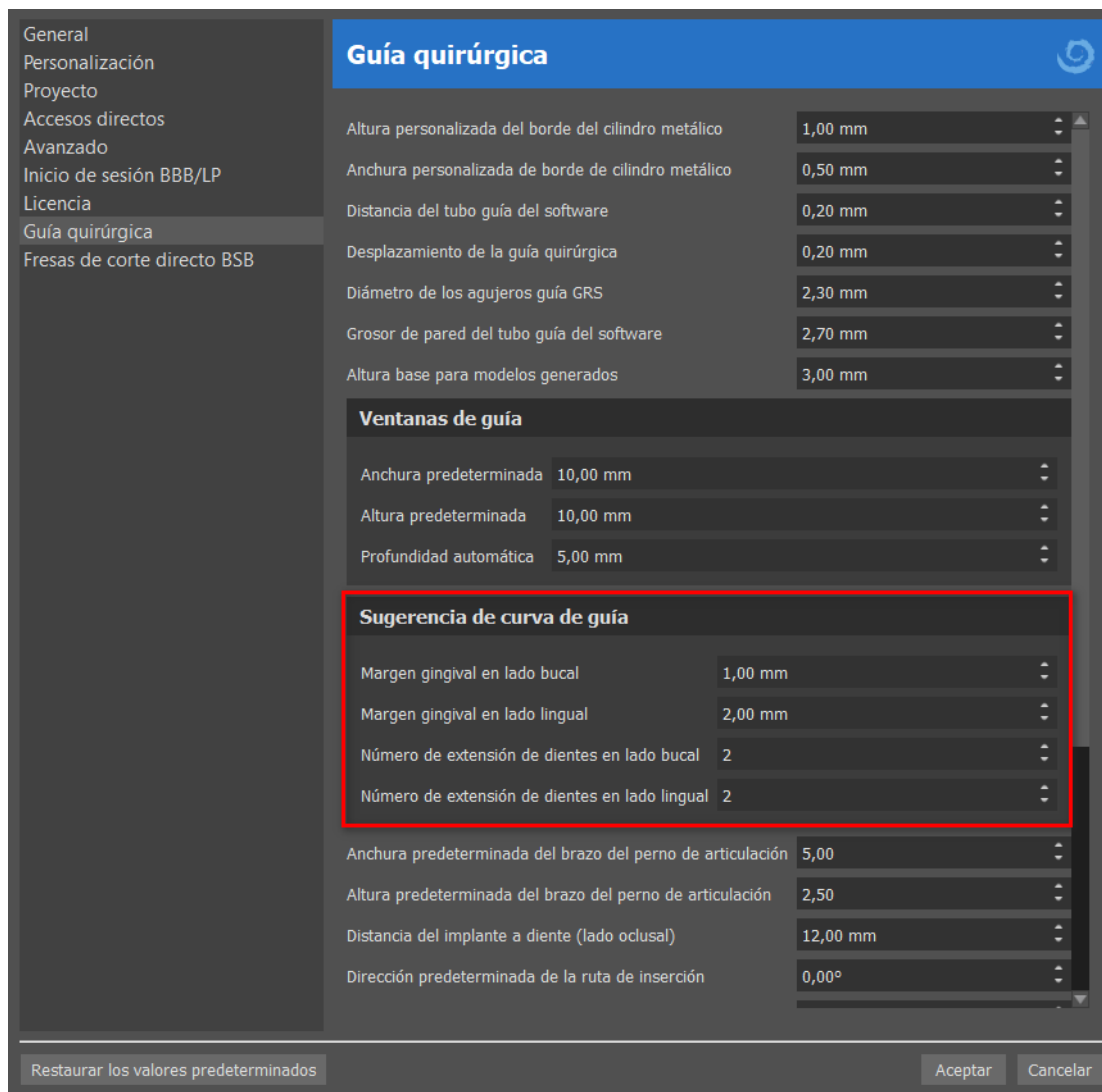 General
Personalización
Proyecto
Accesos directos
Avanzado
Inicio de sesión BBB/LP
Licencia
Guía quirúrgica
Fresas de corte directo BSB
Guía quirúrgica
Altura personalizada del borde del cilindro metálico 1,00 mm
Anchura personalizada de borde de cilindro metálico 0,50 mm
Distancia del tubo guía del software 0,20 mm
Desplazamiento de la guía quirúrgica 0,20 mm
Diámetro de los agujeros guía GRS 2,30 mm
Grosor de pared del tubo guía del software 2,70 mm
Altura base para modelos generados 3,00 mm
Ventanas de guía
Anchura predeterminada 10,00 mm
Altura predeterminada 10,00 mm
Profundidad automática 5,00 mm
Sugerencia de curva de guía
Margen gingival en lado bucal 1,00 mm
Margen gingival en lado lingual 2,00 mm
Número de extensión de dientes en lado bucal 2
Número de extensión de dientes en lado lingual 2
Anchura predeterminada del brazo del perno de articulación 5,00
Altura predeterminada del brazo del perno de articulación 2,50
Distancia del implante a diente (lado oclusal) 12,00 mm
Dirección predeterminada de la ruta de inserción 0,00º
Restaurar los valores predeterminados Aceptar Cancelar